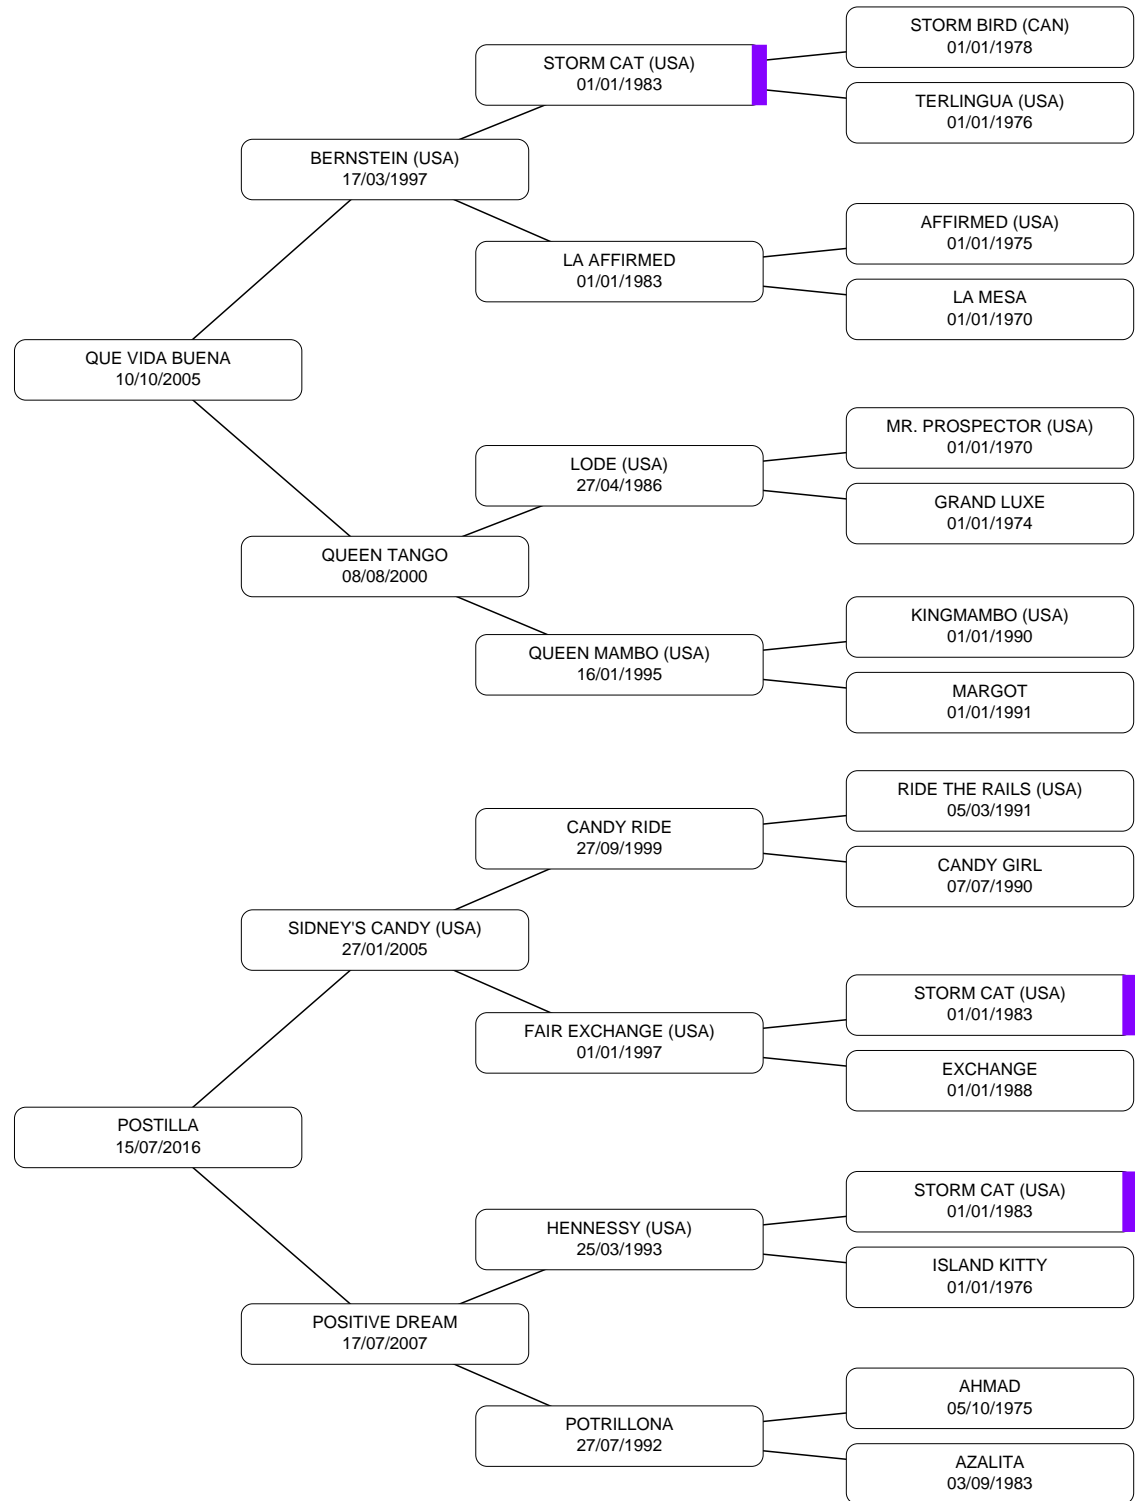 STORM BIRD (CAN)
01/01/1978
STORM CAT (USA)
01/01/1983
TERLINGUA (USA)
01/01/1976
BERNSTEIN (USA)
17/03/1997
AFFIRMED (USA)
01/01/1975
LA AFFIRMED
01/01/1983
LA MESA
01/01/1970
QUE VIDA BUENA
10/10/2005
MR. PROSPECTOR (USA)
01/01/1970
LODE (USA)
27/04/1986
GRAND LUXE
01/01/1974
QUEEN TANGO
08/08/2000
KINGMAMBO (USA)
01/01/1990
QUEEN MAMBO (USA)
16/01/1995
MARGOT
01/01/1991
RIDE THE RAILS (USA)
05/03/1991
CANDY RIDE
27/09/1999
CANDY GIRL
07/07/1990
SIDNEY'S CANDY (USA)
27/01/2005
STORM CAT (USA)
01/01/1983
FAIR EXCHANGE (USA)
01/01/1997
EXCHANGE
01/01/1988
POSTILLA
15/07/2016
STORM CAT (USA)
01/01/1983
HENNESSY (USA)
25/03/1993
ISLAND KITTY
01/01/1976
POSITIVE DREAM
17/07/2007
AHMAD
05/10/1975
POTRILLONA
27/07/1992
AZALITA
03/09/1983